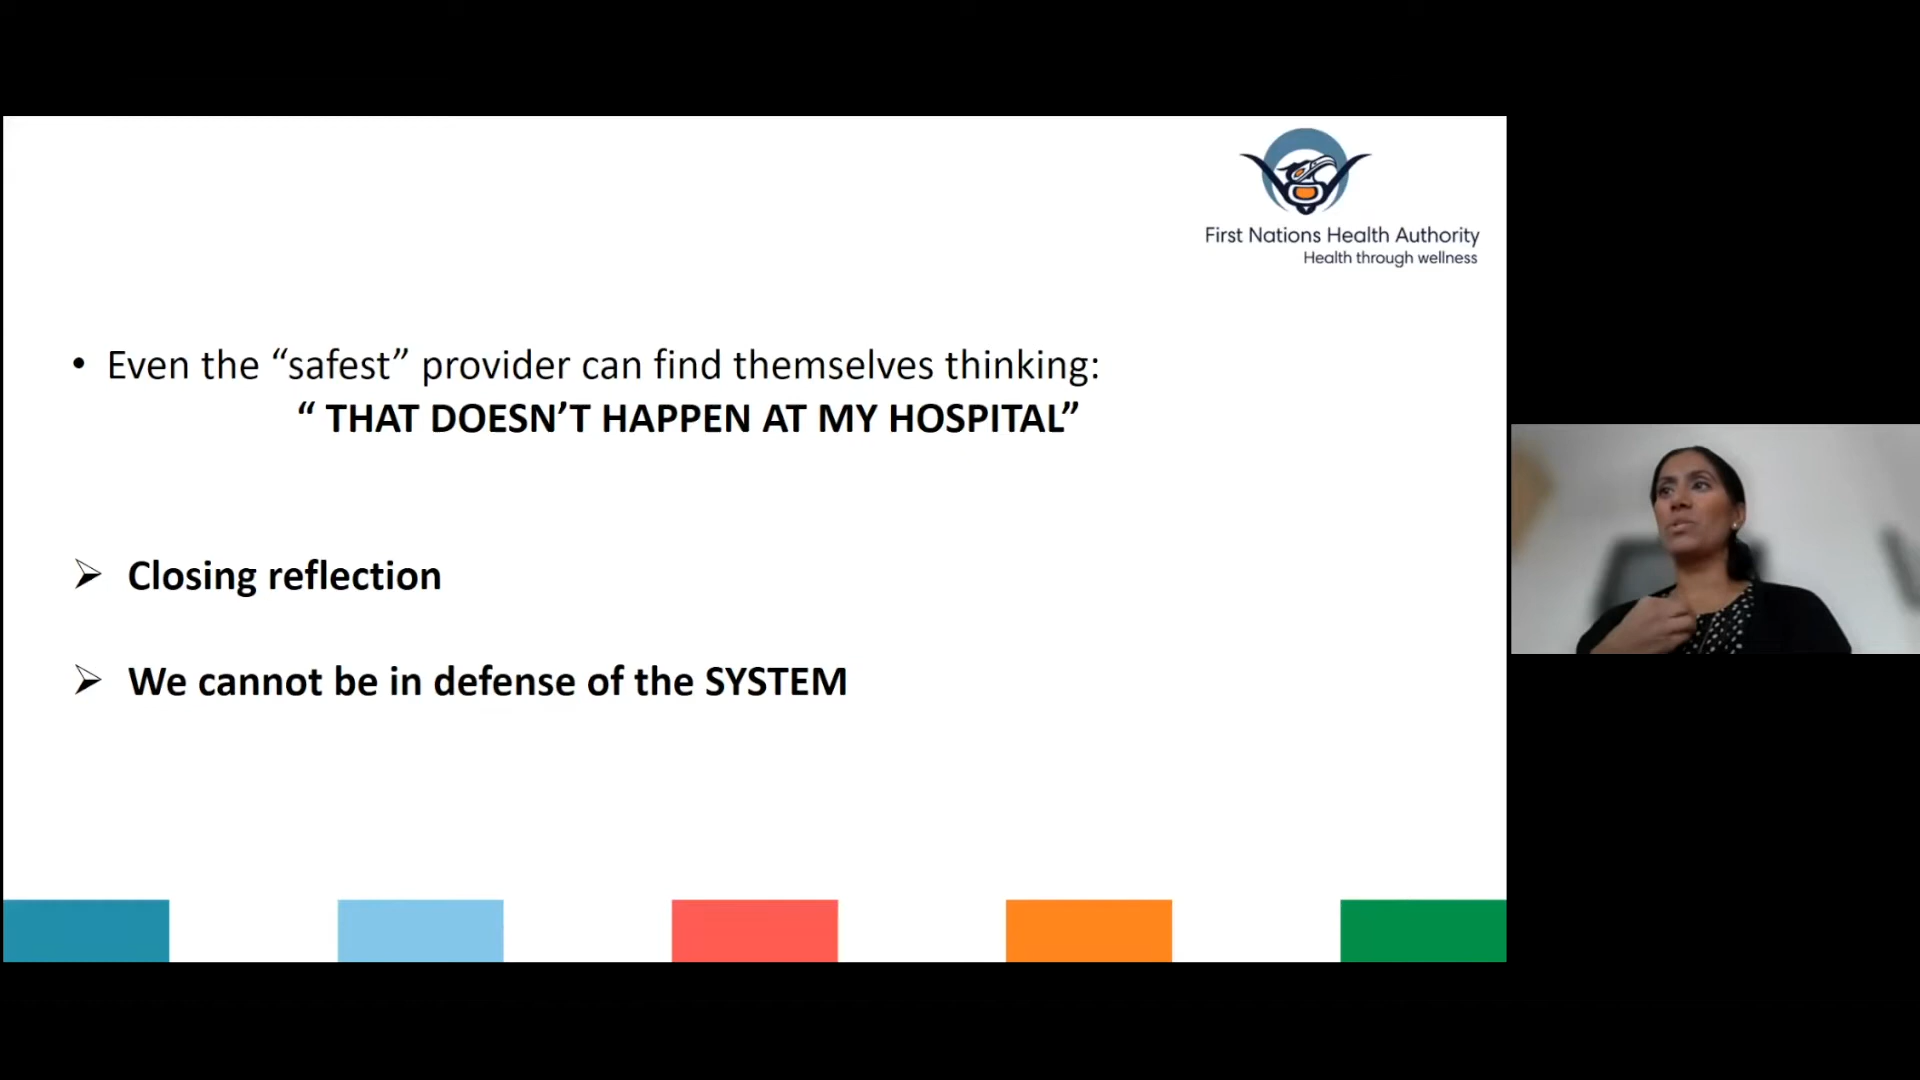 First Nations Health Authority
Health through wellness
• Even the “safest” provider can find themselves thinking:
“ THAT DOESN’T HAPPEN AT MY HOSPITAL”
➢ Closing reflection
➢ We cannot be in defense of the SYSTEM